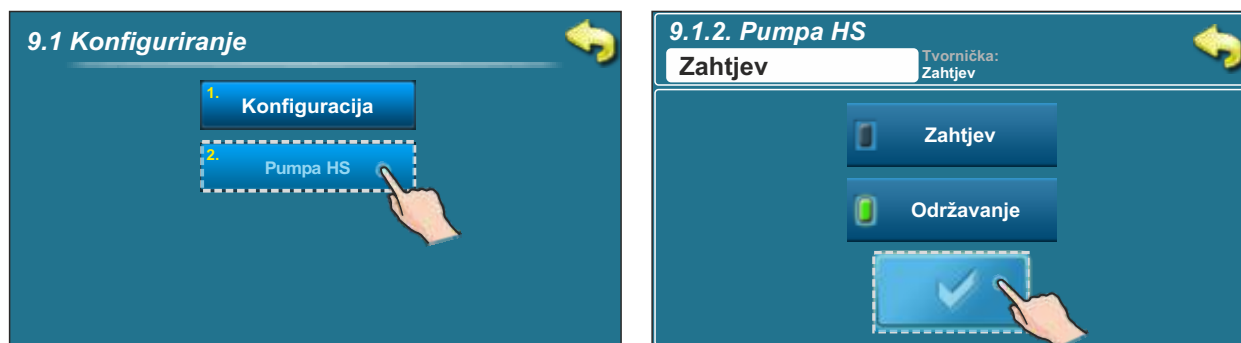 9.1 Konfiguriranje
1.
Konfiguracija
2.
Pumpa HS
9.1.2. Pumpa HS
Zahtjev
Tvornička:
Zahtjev
Zahtjev
Održavanje